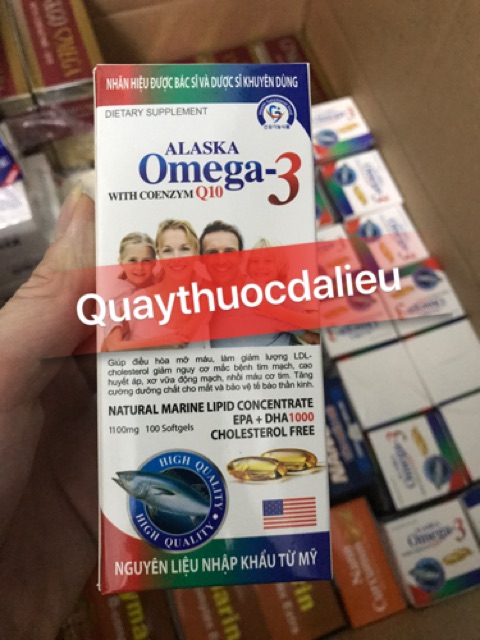 NHÃN HIỆU ĐƯỢC BÁC SĨ VÀ DƯỢC SĨ KHUYÊN DÙNG
DIETARY SUPPLEMENT
ALASKA
Omega-3
WITH COENZYM Q10
Quaythuocdalieu
Giúp điều hòa mỡ máu, làm giảm lượng LDL-
cholesterol giảm nguy cơ mắc bệnh tim mạch, cao
huyết áp, xơ vữa động mạch, nhồi máu cơ tim. Tăng
cường dưỡng chất cho mắt và bảo vệ tế bào thần kinh.
NATURAL MARINE LIPID CONCENTRATE
EPA + DHA1000
1100mg 100 Softgels
CHOLESTEROL FREE
HIGH QUALITY
HIGH QUALITY
NGUYÊN LIỆU NHẬP KHẨU TỪ MỸ
ALASKA
Omega-3